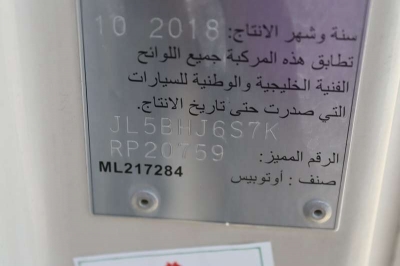 سنة وشهر الانتاج: 2018 10
تطابق هذه المركبة جميع اللوائح
الفنية الخليجية والوطنية للسيارات
التي صدرت حتى تاريخ الانتاج.
JL5BHJ6S7K
الرقم المميز: RP20759
صنف : أوتوبيس ML217284